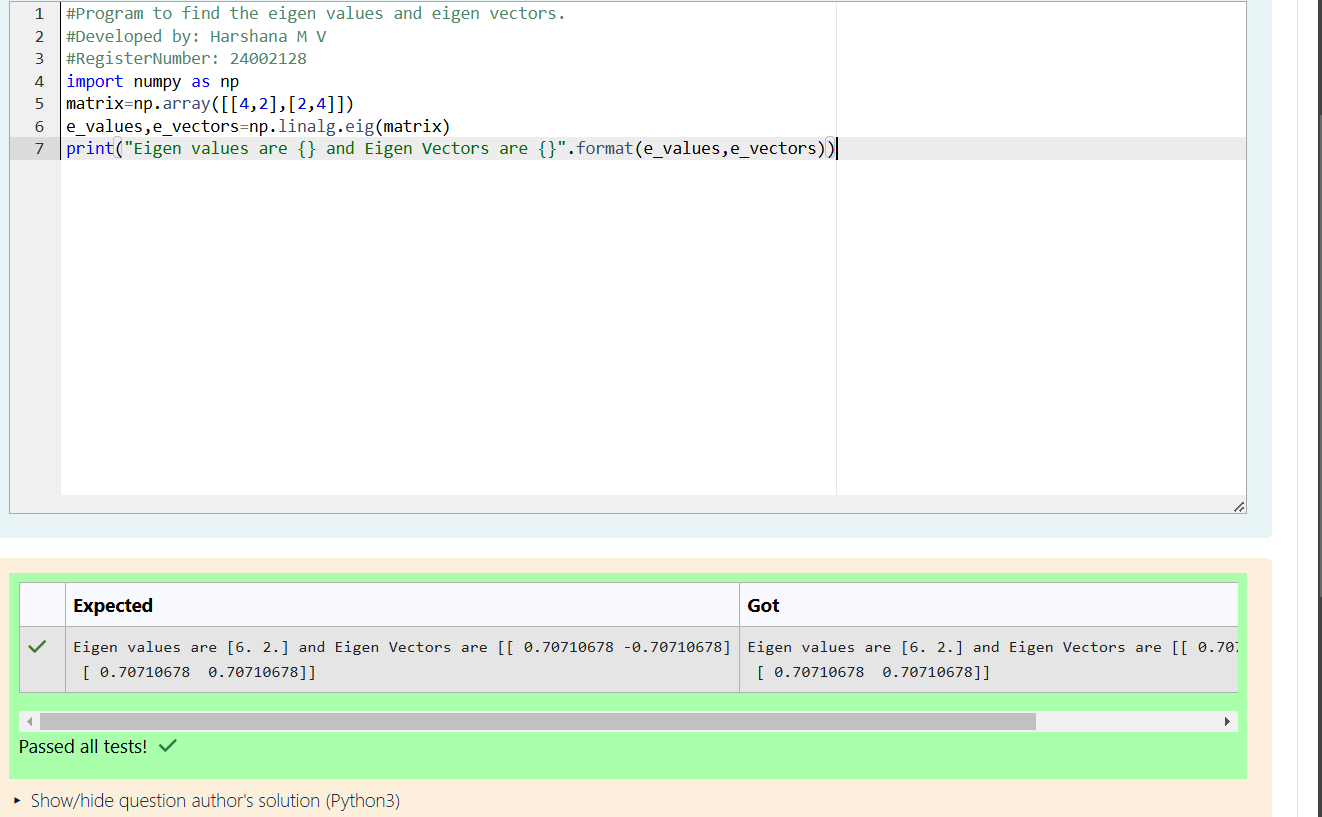 1 #Program to find the eigen values and eigen vectors.
2 #Developed by: Harshana M V
3 #RegisterNumber: 24002128
4 import numpy as np
5 matrix=np.array([[4,2],[2,4]])
6 e_values,e_vectors=np.linalg.eig(matrix)
7 print("Eigen values are {} and Eigen Vectors are {}".format(e_values,e_vectors))
Expected Got
Eigen values are [6. 2.] and Eigen Vectors are [[ 0.70710678 -0.70710678] Eigen values are [6. 2.] and Eigen Vectors are [[ 0.707
[ 0.70710678  0.70710678]] [ 0.70710678  0.70710678]]
Passed all tests! ✓
Show/hide question author's solution (Python3)